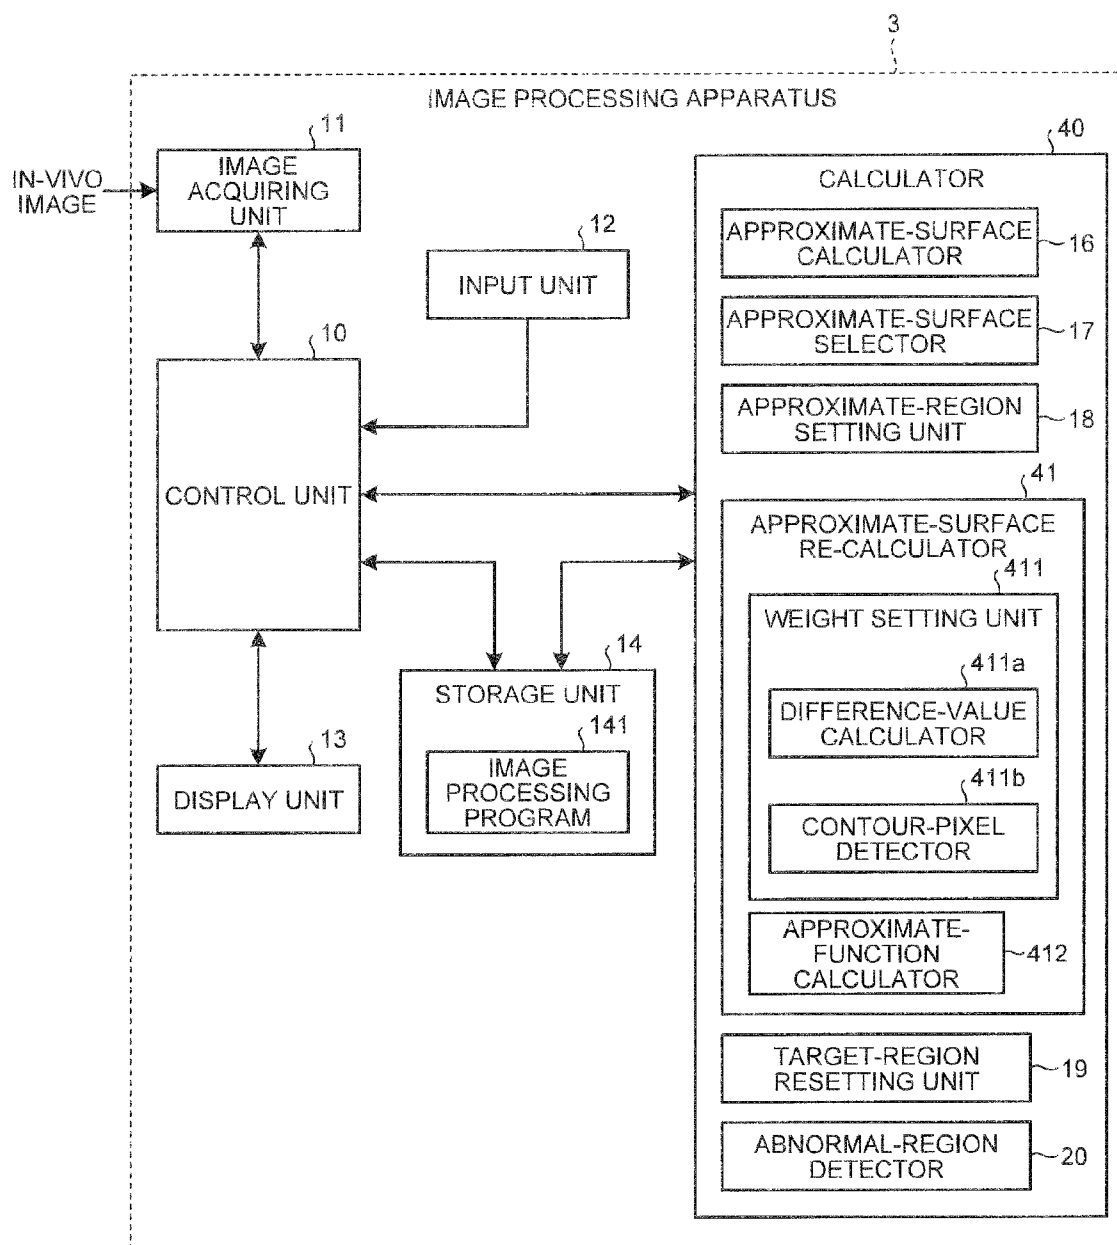 3
IMAGE PROCESSING APPARATUS
11
IMAGE
ACQUIRING
UNIT
IN-VIVO
IMAGE
12
INPUT UNIT
10
CONTROL UNIT
13
DISPLAY UNIT
14
STORAGE UNIT
141
IMAGE
PROCESSING
PROGRAM
40
CALCULATOR
APPROXIMATE-SURFACE
CALCULATOR
16
APPROXIMATE-SURFACE
SELECTOR
17
APPROXIMATE-REGION
SETTING UNIT
18
41
APPROXIMATE-SURFACE
RE-CALCULATOR
411
WEIGHT SETTING UNIT
411a
DIFFERENCE-VALUE
CALCULATOR
411b
CONTOUR-PIXEL
DETECTOR
APPROXIMATE-
FUNCTION
CALCULATOR
412
TARGET-REGION
RESETTING UNIT
19
ABNORMAL-REGION
DETECTOR
20